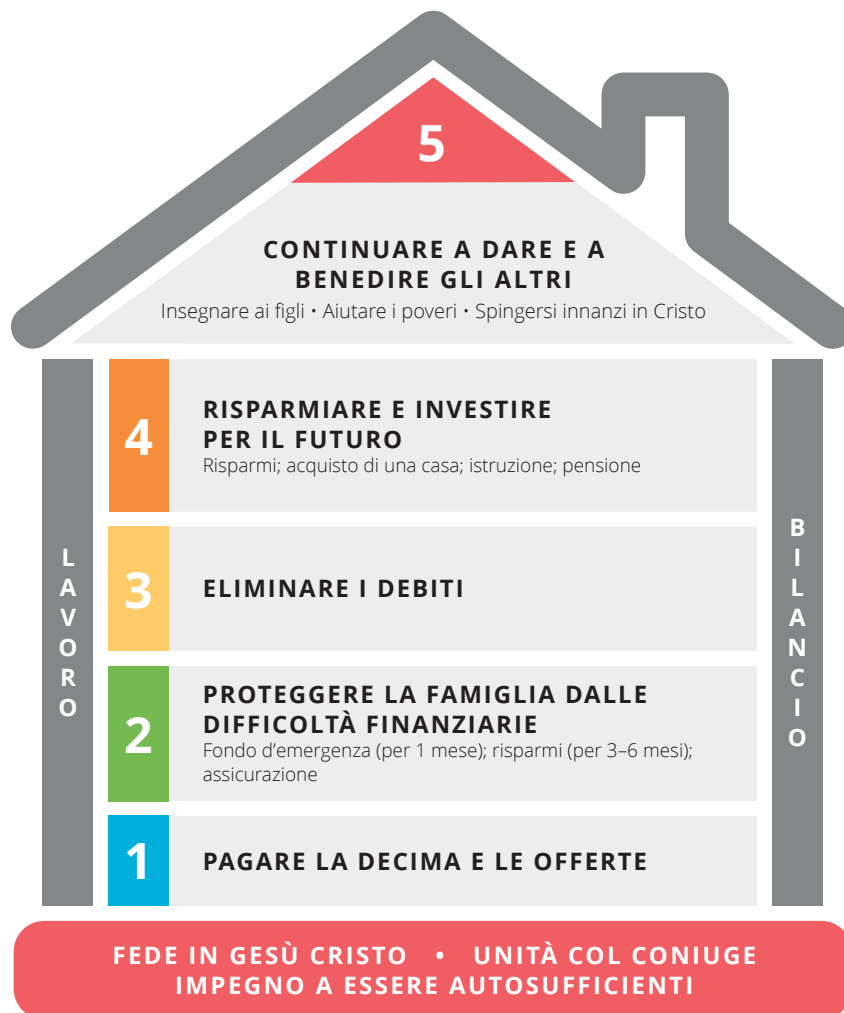 5
CONTINUARE A DARE E A
BENEDIRE GLI ALTRI
Insegnare ai figli • Aiutare i poveri • Spingersi innanzi in Cristo
4
RISPARMIARE E INVESTIRE
PER IL FUTURO
Risparmi; acquisto di una casa; istruzione; pensione
3
ELIMINARE I DEBITI
2
PROTEGGERE LA FAMIGLIA DALLE
DIFFICOLTÀ FINANZIARIE
Fondo d’emergenza (per 1 mese); risparmi (per 3–6 mesi);
assicurazione
1
PAGARE LA DECIMA E LE OFFERTE
LAVORO
BILANCIO
FEDE IN GESÙ CRISTO • UNITÀ COL CONIUGE
IMPEGNO A ESSERE AUTOSUFFICIENTI